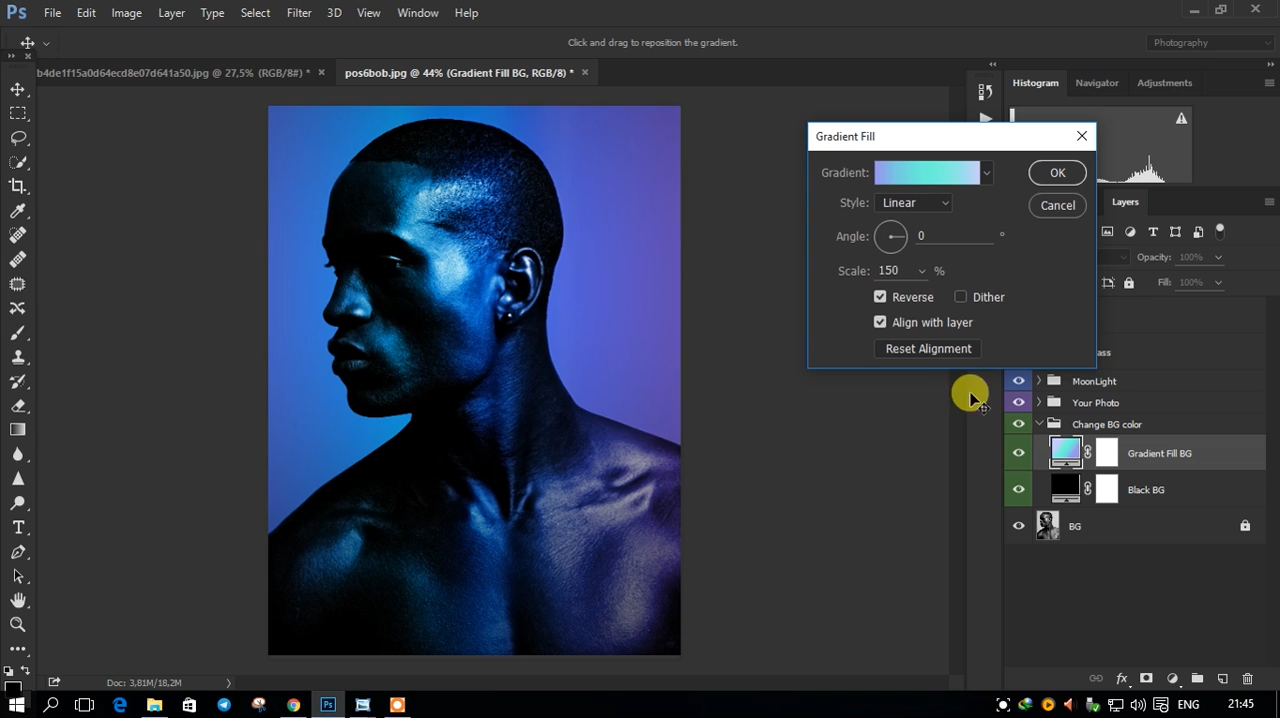 Ps File Edit Image Layer Type Select Filter 3D View Window Help
Click and drag to reposition the gradient. Photography
b4de1f15a0d64ecd8e07d641a50.jpg @ 27,5% (RGB/8#) * × pos6bob.jpg @ 44% (Gradient Fill BG, RGB/8) * ×
Histogram Navigator Adjustments
Gradient Fill
Gradient: OK
Style: Linear Cancel
Angle: 0 °
Scale: 150 %
Reverse Dither
Align with layer
Reset Alignment
Layers
Opacity: 100%
Fill: 100%
MoonLight
Your Photo
Change BG color
Gradient Fill BG
Black BG
BG
Doc: 3,81M/18,2M
Ps ENG 21:45